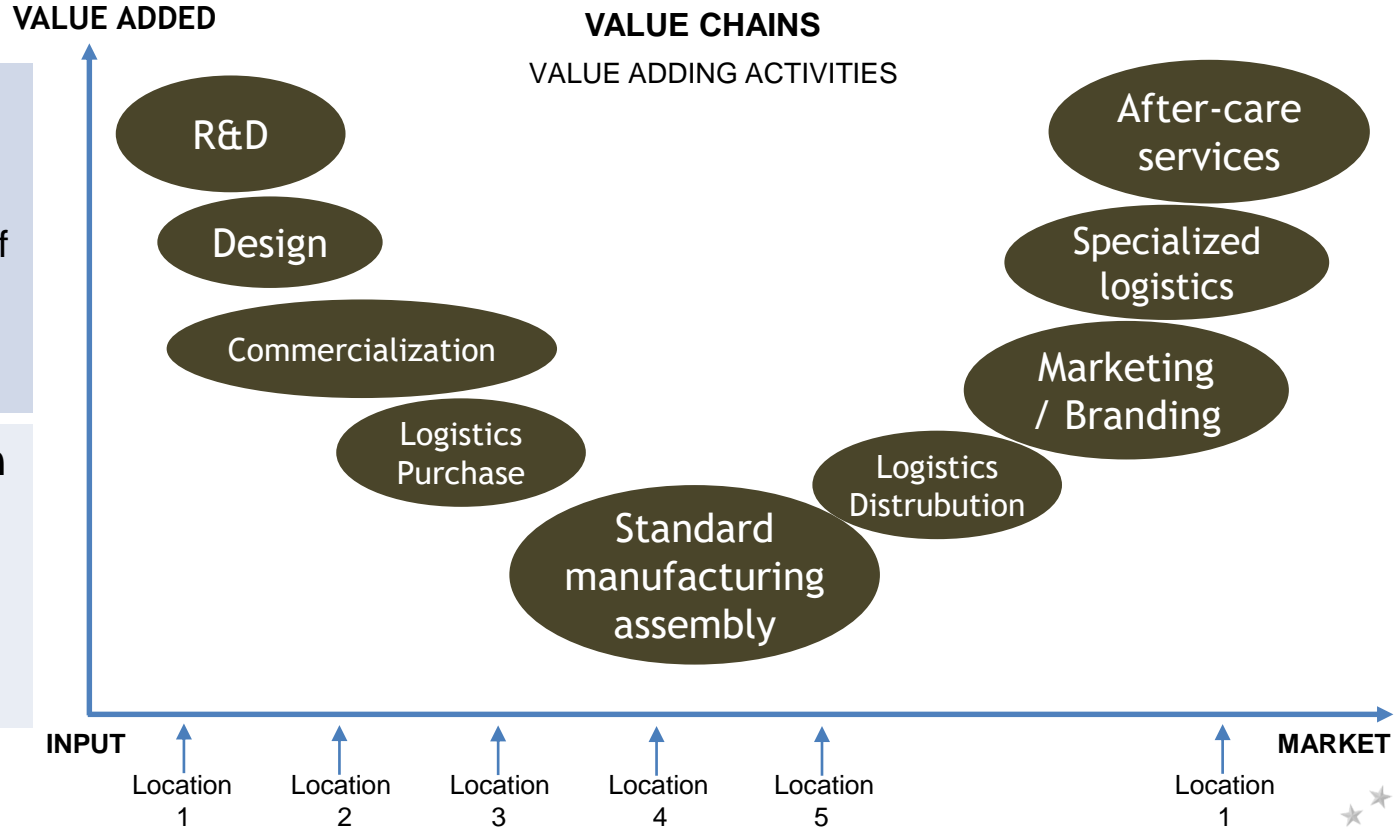 VALUE ADDED
VALUE CHAINS
VALUE ADDING ACTIVITIES
R&D
After-care
services
Design
Specialized
logistics
f
Commercialization
Marketing
/ Branding
Logistics
Purchase
Logistics
Distrubution
Standard
manufacturing
assembly
INPUT
MARKET
Location
1
Location
2
Location
3
Location
4
Location
5
Location
1